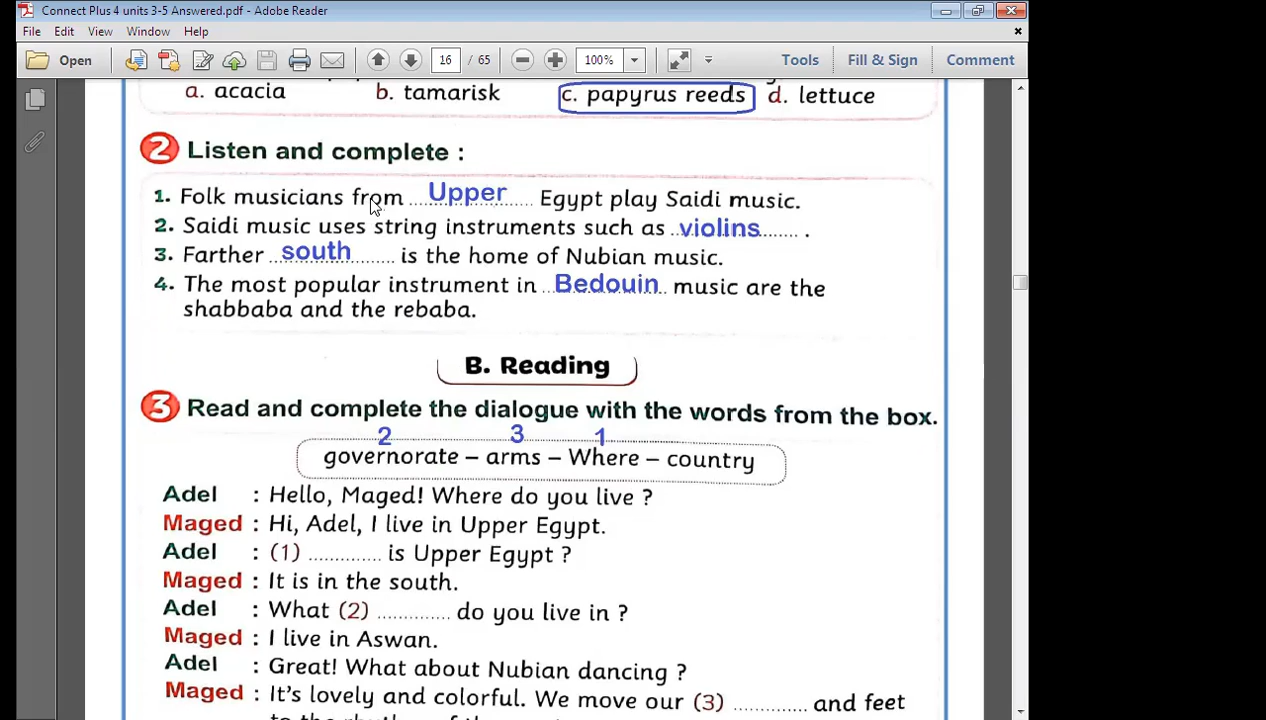 Connect Plus 4 units 3-5 Answered.pdf - Adobe Reader
File Edit View Window Help
Open 16 / 65 100% Tools Fill & Sign Comment
a. acacia b. tamarisk c. papyrus reeds d. lettuce
2 Listen and complete :
1. Folk musicians from Upper Egypt play Saidi music.
2. Saidi music uses string instruments such as violins .
3. Farther south is the home of Nubian music.
4. The most popular instrument in Bedouin music are the
shabbaba and the rebaba.
B. Reading
3 Read and complete the dialogue with the words from the box.
2 3 1
governorate – arms – Where – country
Adel : Hello, Maged! Where do you live ?
Maged : Hi, Adel, I live in Upper Egypt.
Adel : (1) .............. is Upper Egypt ?
Maged : It is in the south.
Adel : What (2) .............. do you live in ?
Maged : I live in Aswan.
Adel : Great! What about Nubian dancing ?
Maged : It's lovely and colorful. We move our (3) .............. and feet